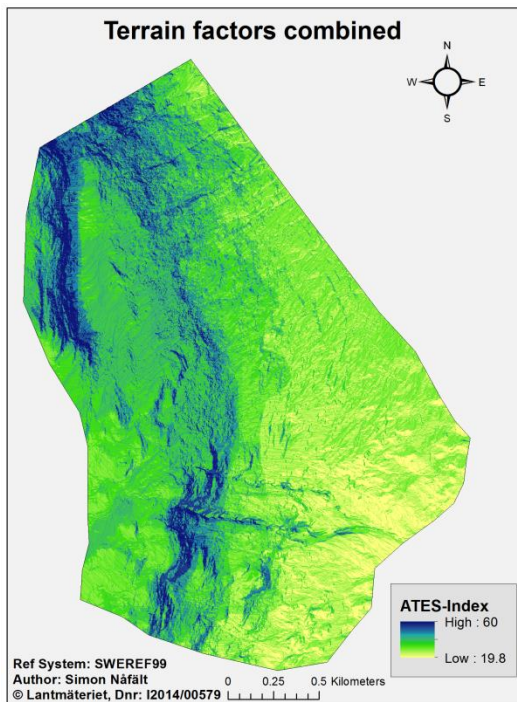 Terrain factors combined
N
W E
S
ATES-Index
High : 60
Low : 19.8
Ref System: SWEREF99
Author: Simon Nåfält
© Lantmäteriet, Dnr: I2014/00579
0 0.25 0.5 Kilometers